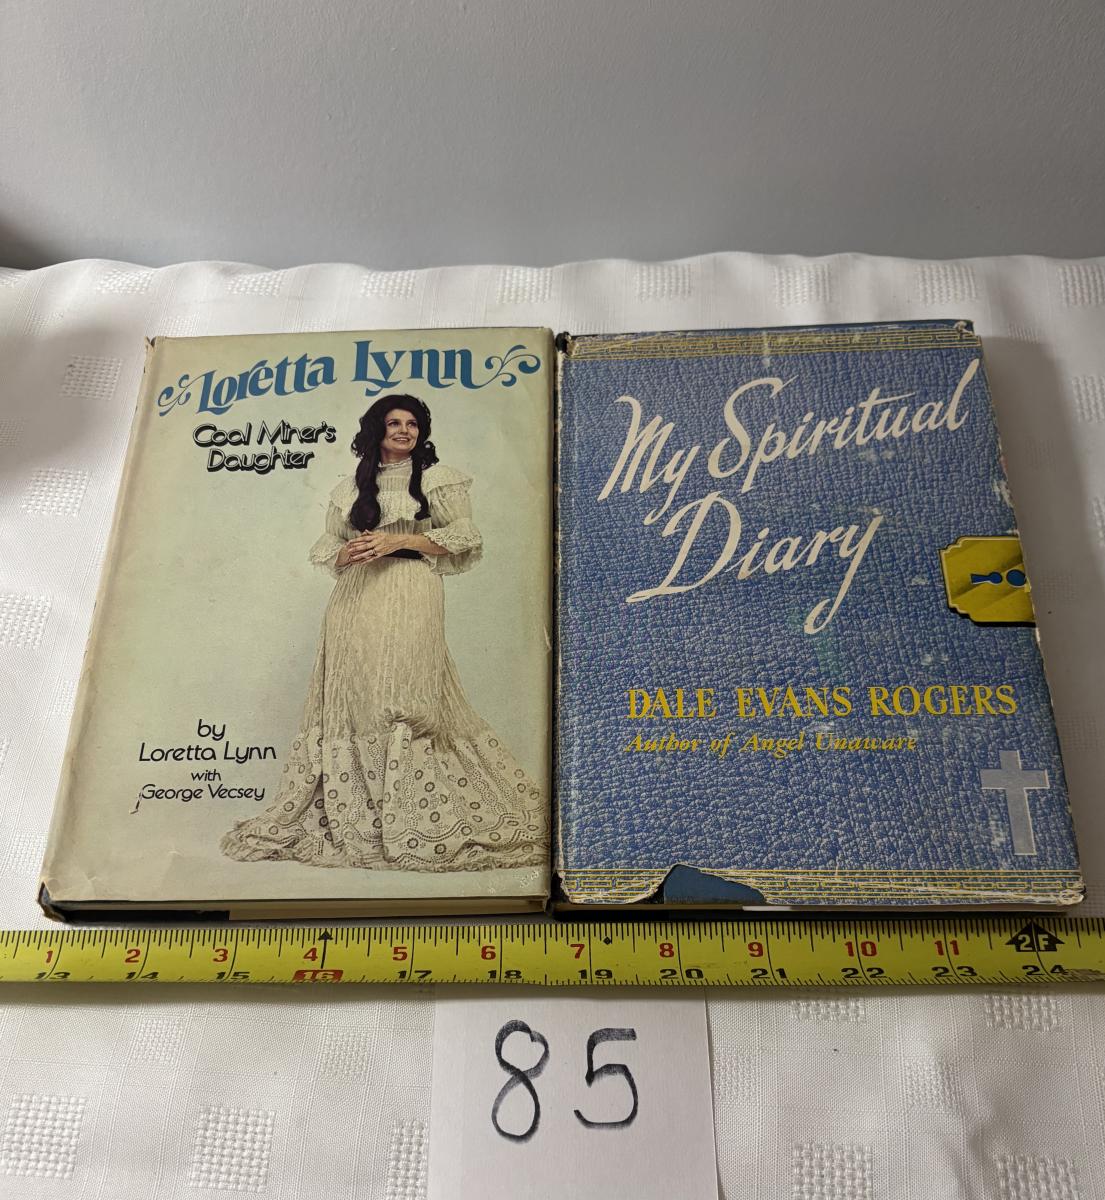 Loretta Lynn
Coal Miner's
Daughter
by
Loretta Lynn
with
George Vecsey
My Spiritual
Diary
DALE EVANS ROGERS
Author of Angel Unaware
1 2 3 4 5 6 7 8 9 10 11 2F
13 14 15 16 17 18 19 20 21 22 23 24
85